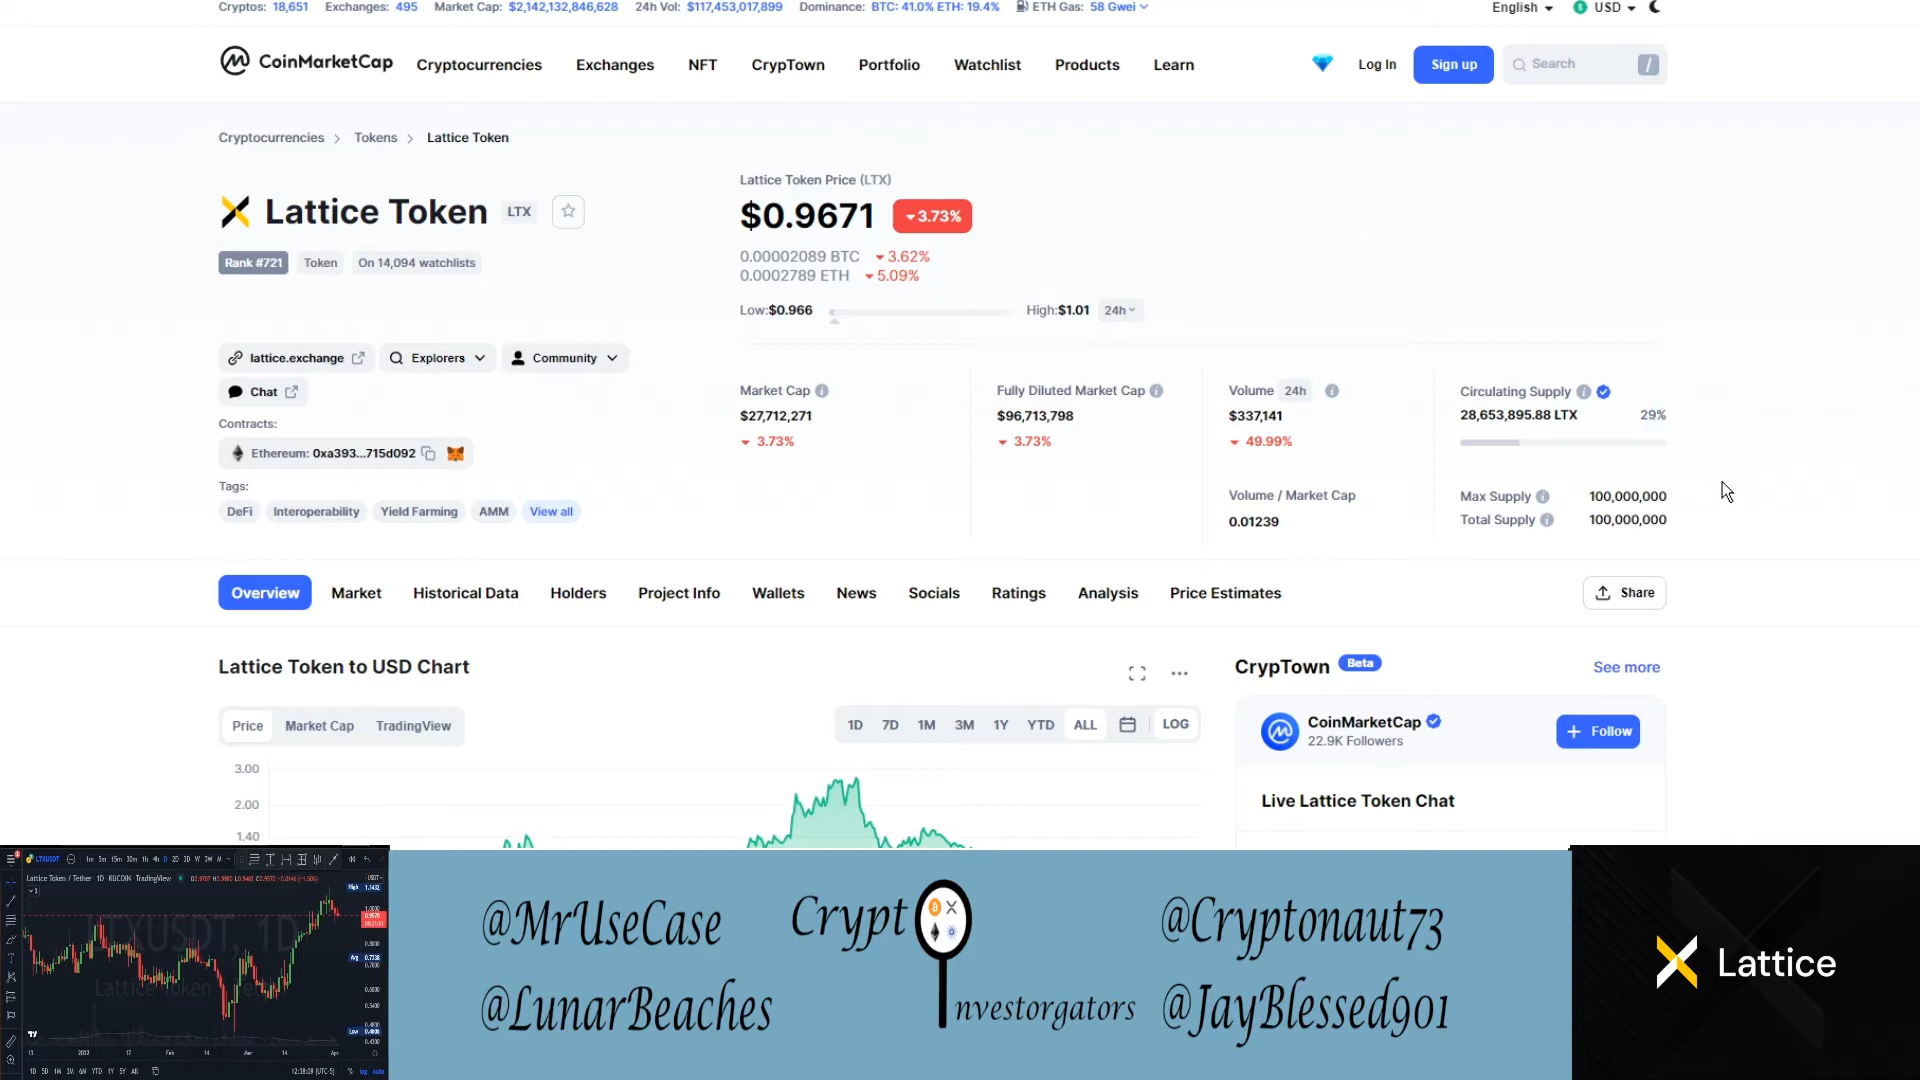 Cryptos: 18,651 Exchanges: 495 Market Cap: $2,142,132,846,628 24h Vol: $117,453,017,899 Dominance: BTC: 41.0% ETH: 19.4% ETH Gas: 58 Gwei English USD
CoinMarketCap Cryptocurrencies Exchanges NFT CrypTown Portfolio Watchlist Products Learn Log In Sign up Search /
Cryptocurrencies > Tokens > Lattice Token
Lattice Token LTX
Rank #721 Token On 14,094 watchlists
Lattice Token Price (LTX)
$0.9671 3.73%
0.00002089 BTC 3.62%
0.0002789 ETH 5.09%
Low:$0.966 High:$1.01 24h
lattice.exchange Explorers Community
Chat
Contracts:
Ethereum: 0xa393...715d092
Tags:
DeFi Interoperability Yield Farming AMM View all
Market Cap
$27,712,271
3.73%
Fully Diluted Market Cap
$96,713,798
3.73%
Volume 24h
$337,141
49.99%
Volume / Market Cap
0.01239
Circulating Supply
28,653,895.88 LTX 29%
Max Supply 100,000,000
Total Supply 100,000,000
Overview Market Historical Data Holders Project Info Wallets News Socials Ratings Analysis Price Estimates Share
Lattice Token to USD Chart
Price Market Cap TradingView 1D 7D 1M 3M 1Y YTD ALL LOG
3.00
2.00
1.40
CrypTown Beta See more
CoinMarketCap
22.9K Followers
+ Follow
Live Lattice Token Chat
LTXUSDT
Lattice Token / Tether 1D KUCOIN TradingView
LTXUSDT, 1D
@MrUseCase
@LunarBeaches
Crypt
nvestorgators
@Cryptonaut73
@JayBlessed901
Lattice